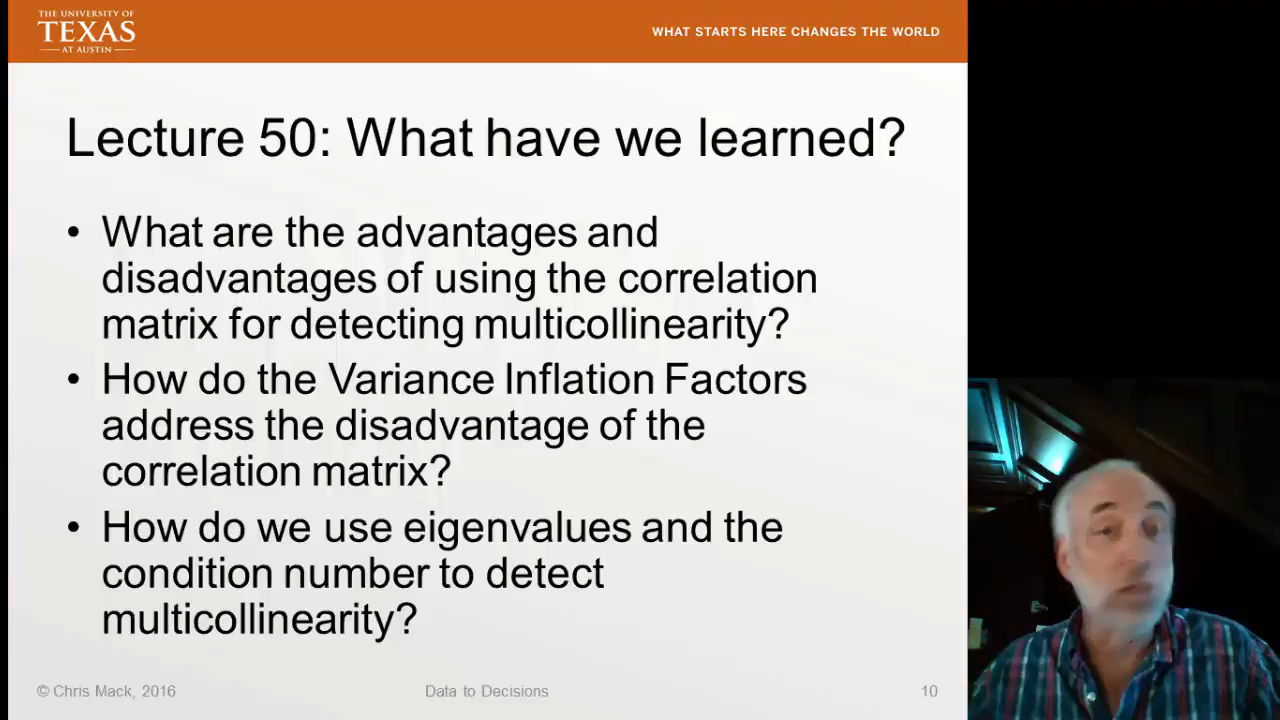 THE UNIVERSITY OF
TEXAS
AT AUSTIN
WHAT STARTS HERE CHANGES THE WORLD
Lecture 50: What have we learned?
• What are the advantages and
disadvantages of using the correlation
matrix for detecting multicollinearity?
• How do the Variance Inflation Factors
address the disadvantage of the
correlation matrix?
• How do we use eigenvalues and the
condition number to detect
multicollinearity?
© Chris Mack, 2016
Data to Decisions
10